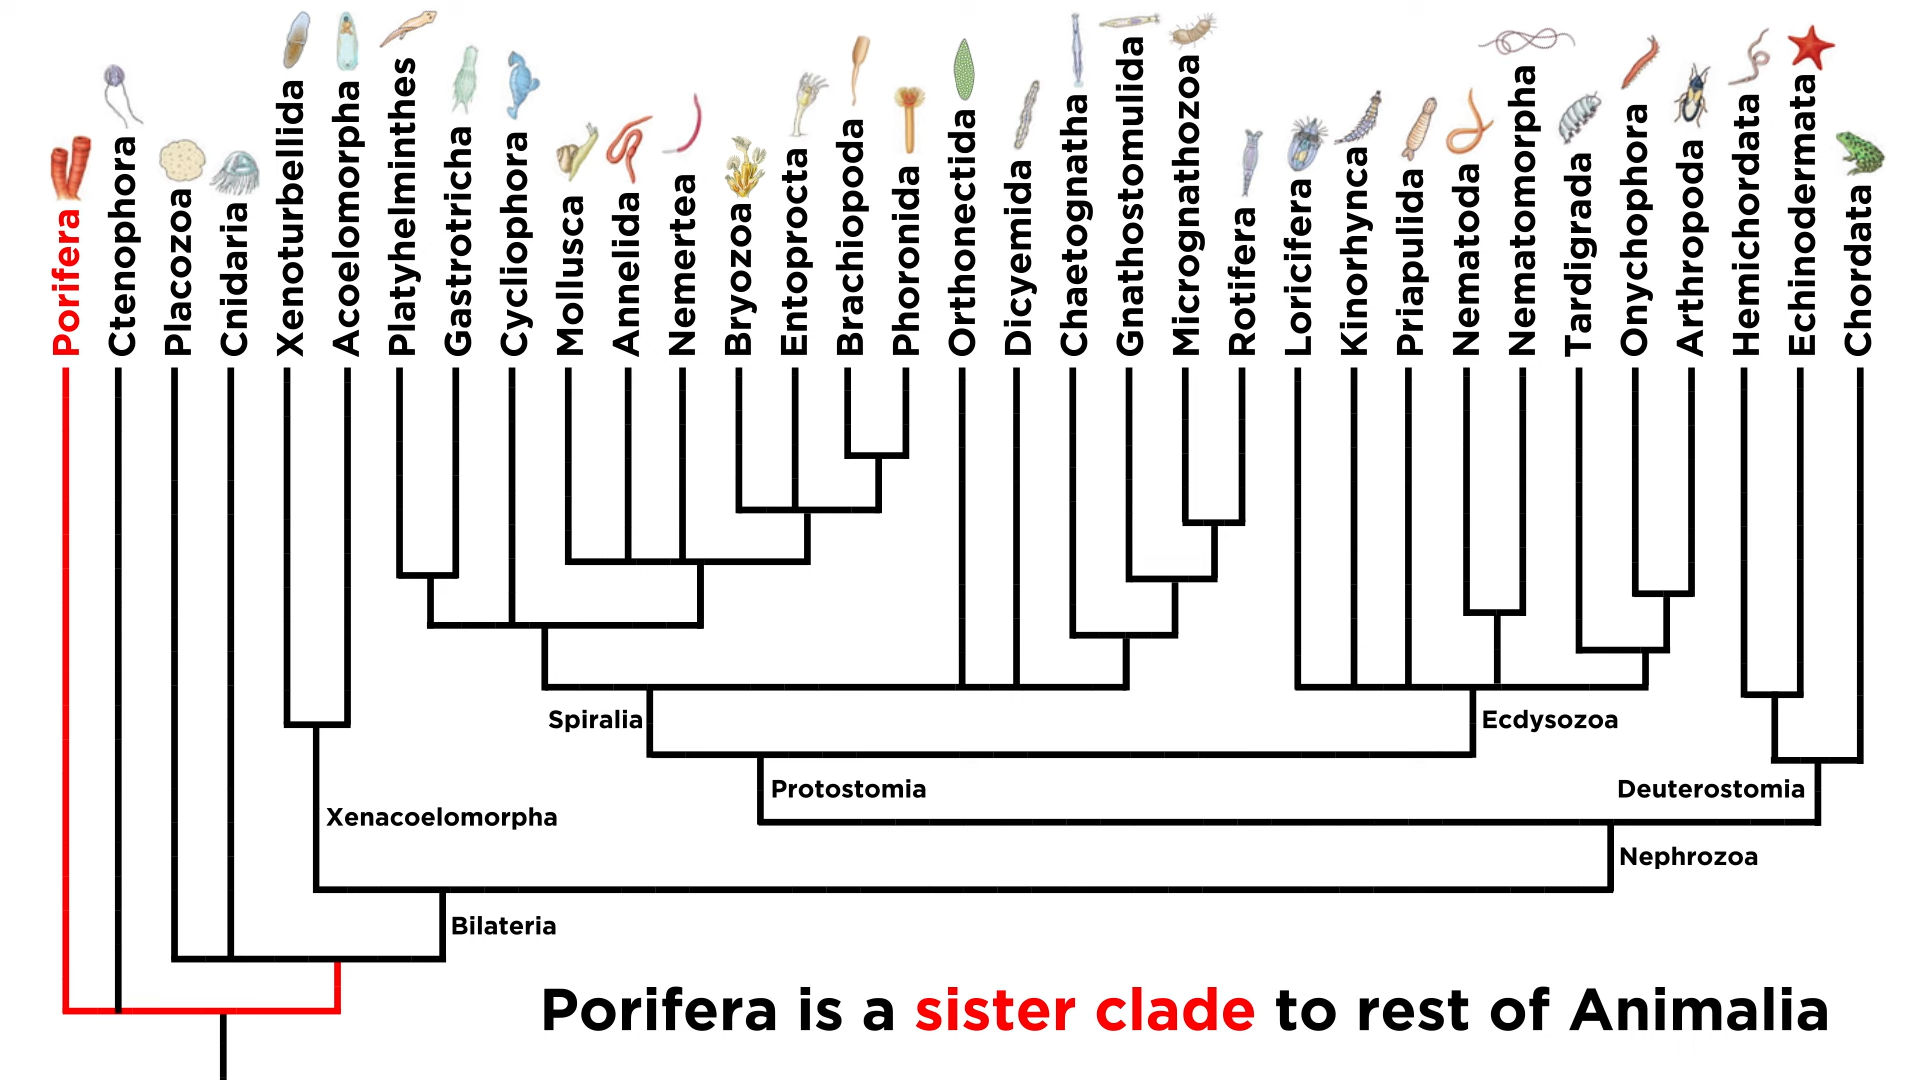 Porifera
Ctenophora
Placozoa
Cnidaria
Xenoturbellida
Acoelomorpha
Platyhelminthes
Gastrotricha
Cycliophora
Mollusca
Annelida
Nemertea
Bryozoa
Entoprocta
Brachiopoda
Phoronida
Orthonectida
Dicyemida
Chaetognatha
Gnathostomulida
Micrognathozoa
Rotifera
Loricifera
Kinorhynca
Priapulida
Nematoda
Nematomorpha
Tardigrada
Onychophora
Arthropoda
Hemichordata
Echinodermata
Chordata
Spiralia
Ecdysozoa
Protostomia
Deuterostomia
Xenacoelomorpha
Nephrozoa
Bilateria
Porifera is a sister clade to rest of Animalia